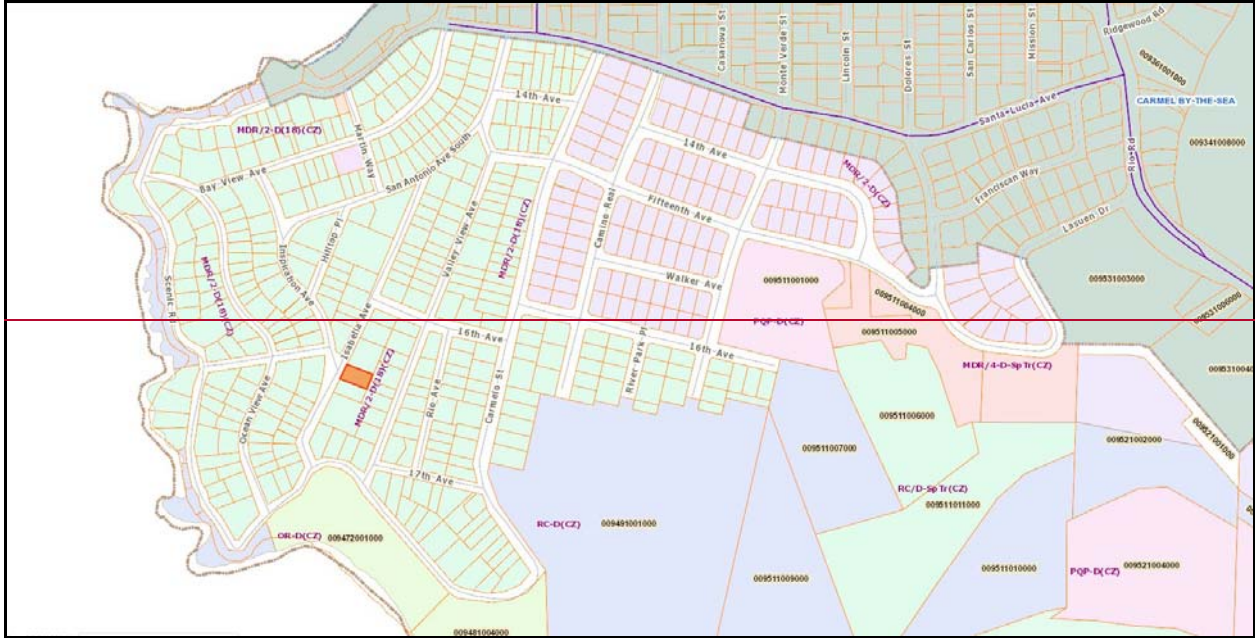 Casanova St
Monte Verde St
Lincoln St
Dolores St
San Carlos St
Mission St
Ridgewood Rd
009361001000
CARMEL BY-THE-SEA
Santa Lucia Ave
Rio Rd
009341008000
14th Ave
MDR/2-D(18)(CZ)
Martin Way
San Antonio Ave South
Bay View Ave
14th Ave
MDR/2-D(CZ)
Franciscan Way
Lasuen Dr
Fifteenth Ave
Camino Real
Valley View Ave
MDR/2-D(18)(CZ)
Hilltop Pl
Inspiration Ave
Scenic Rd
MDR/2-D(18)(CZ)
Isabella Ave
Walker Ave
009511001000
009511004000
009531003000
009531006000
PQP-D(CZ)
009511005000
16th Ave
River Park Pl
16th Ave
MDR/4-D-SpTr(CZ)
00953100400
MDR/2-D(18)(CZ)
Rio Ave
Carmelo St
Ocean View Ave
009511006000
009521001000
009521002000
009511007000
17th Ave
RC/D-SpTr(CZ)
009511011000
RC-D(CZ)
009491001000
OR-D(CZ)
009472001000
009511009000
009511010000
PQP-D(CZ)
009521004000
009481004000